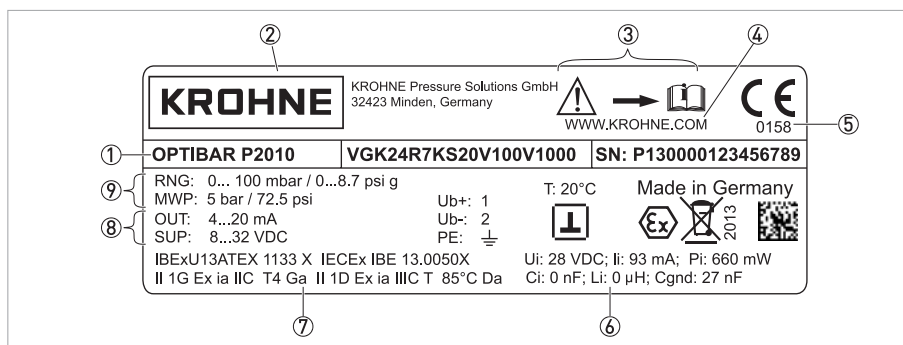 ② ③ ④
KROHNE
KROHNE Pressure Solutions GmbH
32423 Minden, Germany
WWW.KROHNE.COM
CE
0158 ⑤
① OPTIBAR P2010 VGK24R7KS20V100V1000 SN: P130000123456789
⑨ RNG: 0... 100 mbar / 0...8.7 psi g
MWP: 5 bar / 72.5 psi
⑧ OUT: 4...20 mA
SUP: 8...32 VDC
Ub+: 1
Ub-: 2
PE:
T: 20°C
Made in Germany
Ex
2013
IBExU13ATEX 1133 X IECEx IBE 13.0050X
II 1G Ex ia IIC T4 Ga II 1D Ex ia IIIC T 85°C Da
Ui: 28 VDC; Ii: 93 mA; Pi: 660 mW
Ci: 0 nF; Li: 0 µH; Cgnd: 27 nF
⑦ ⑥